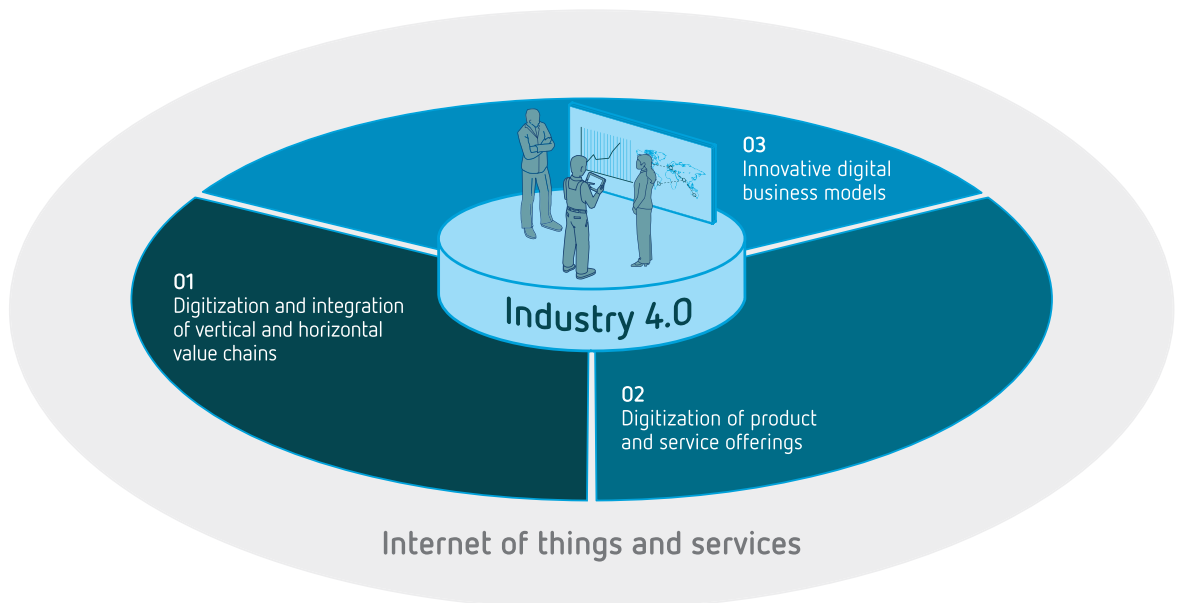 03
Innovative digital
business models
01
Digitization and integration
of vertical and horizontal
value chains
Industry 4.0
02
Digitization of product
and service offerings
Internet of things and services